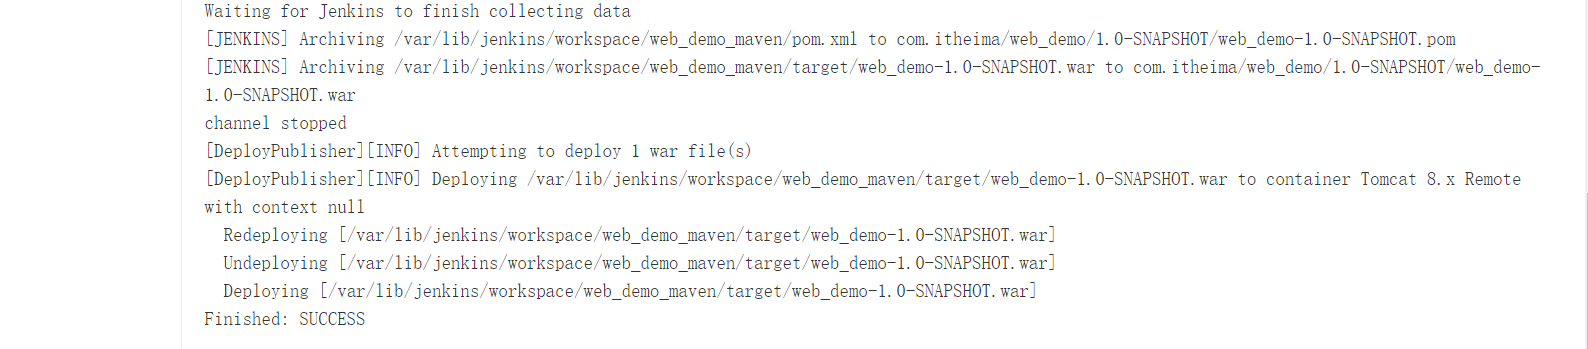 Waiting for Jenkins to finish collecting data
[JENKINS] Archiving /var/lib/jenkins/workspace/web_demo_maven/pom.xml to com.itheima/web_demo/1.0-SNAPSHOT/web_demo-1.0-SNAPSHOT.pom
[JENKINS] Archiving /var/lib/jenkins/workspace/web_demo_maven/target/web_demo-1.0-SNAPSHOT.war to com.itheima/web_demo/1.0-SNAPSHOT/web_demo-
1.0-SNAPSHOT.war
channel stopped
[DeployPublisher][INFO] Attempting to deploy 1 war file(s)
[DeployPublisher][INFO] Deploying /var/lib/jenkins/workspace/web_demo_maven/target/web_demo-1.0-SNAPSHOT.war to container Tomcat 8.x Remote
with context null
  Redeploying [/var/lib/jenkins/workspace/web_demo_maven/target/web_demo-1.0-SNAPSHOT.war]
  Undeploying [/var/lib/jenkins/workspace/web_demo_maven/target/web_demo-1.0-SNAPSHOT.war]
  Deploying [/var/lib/jenkins/workspace/web_demo_maven/target/web_demo-1.0-SNAPSHOT.war]
Finished: SUCCESS